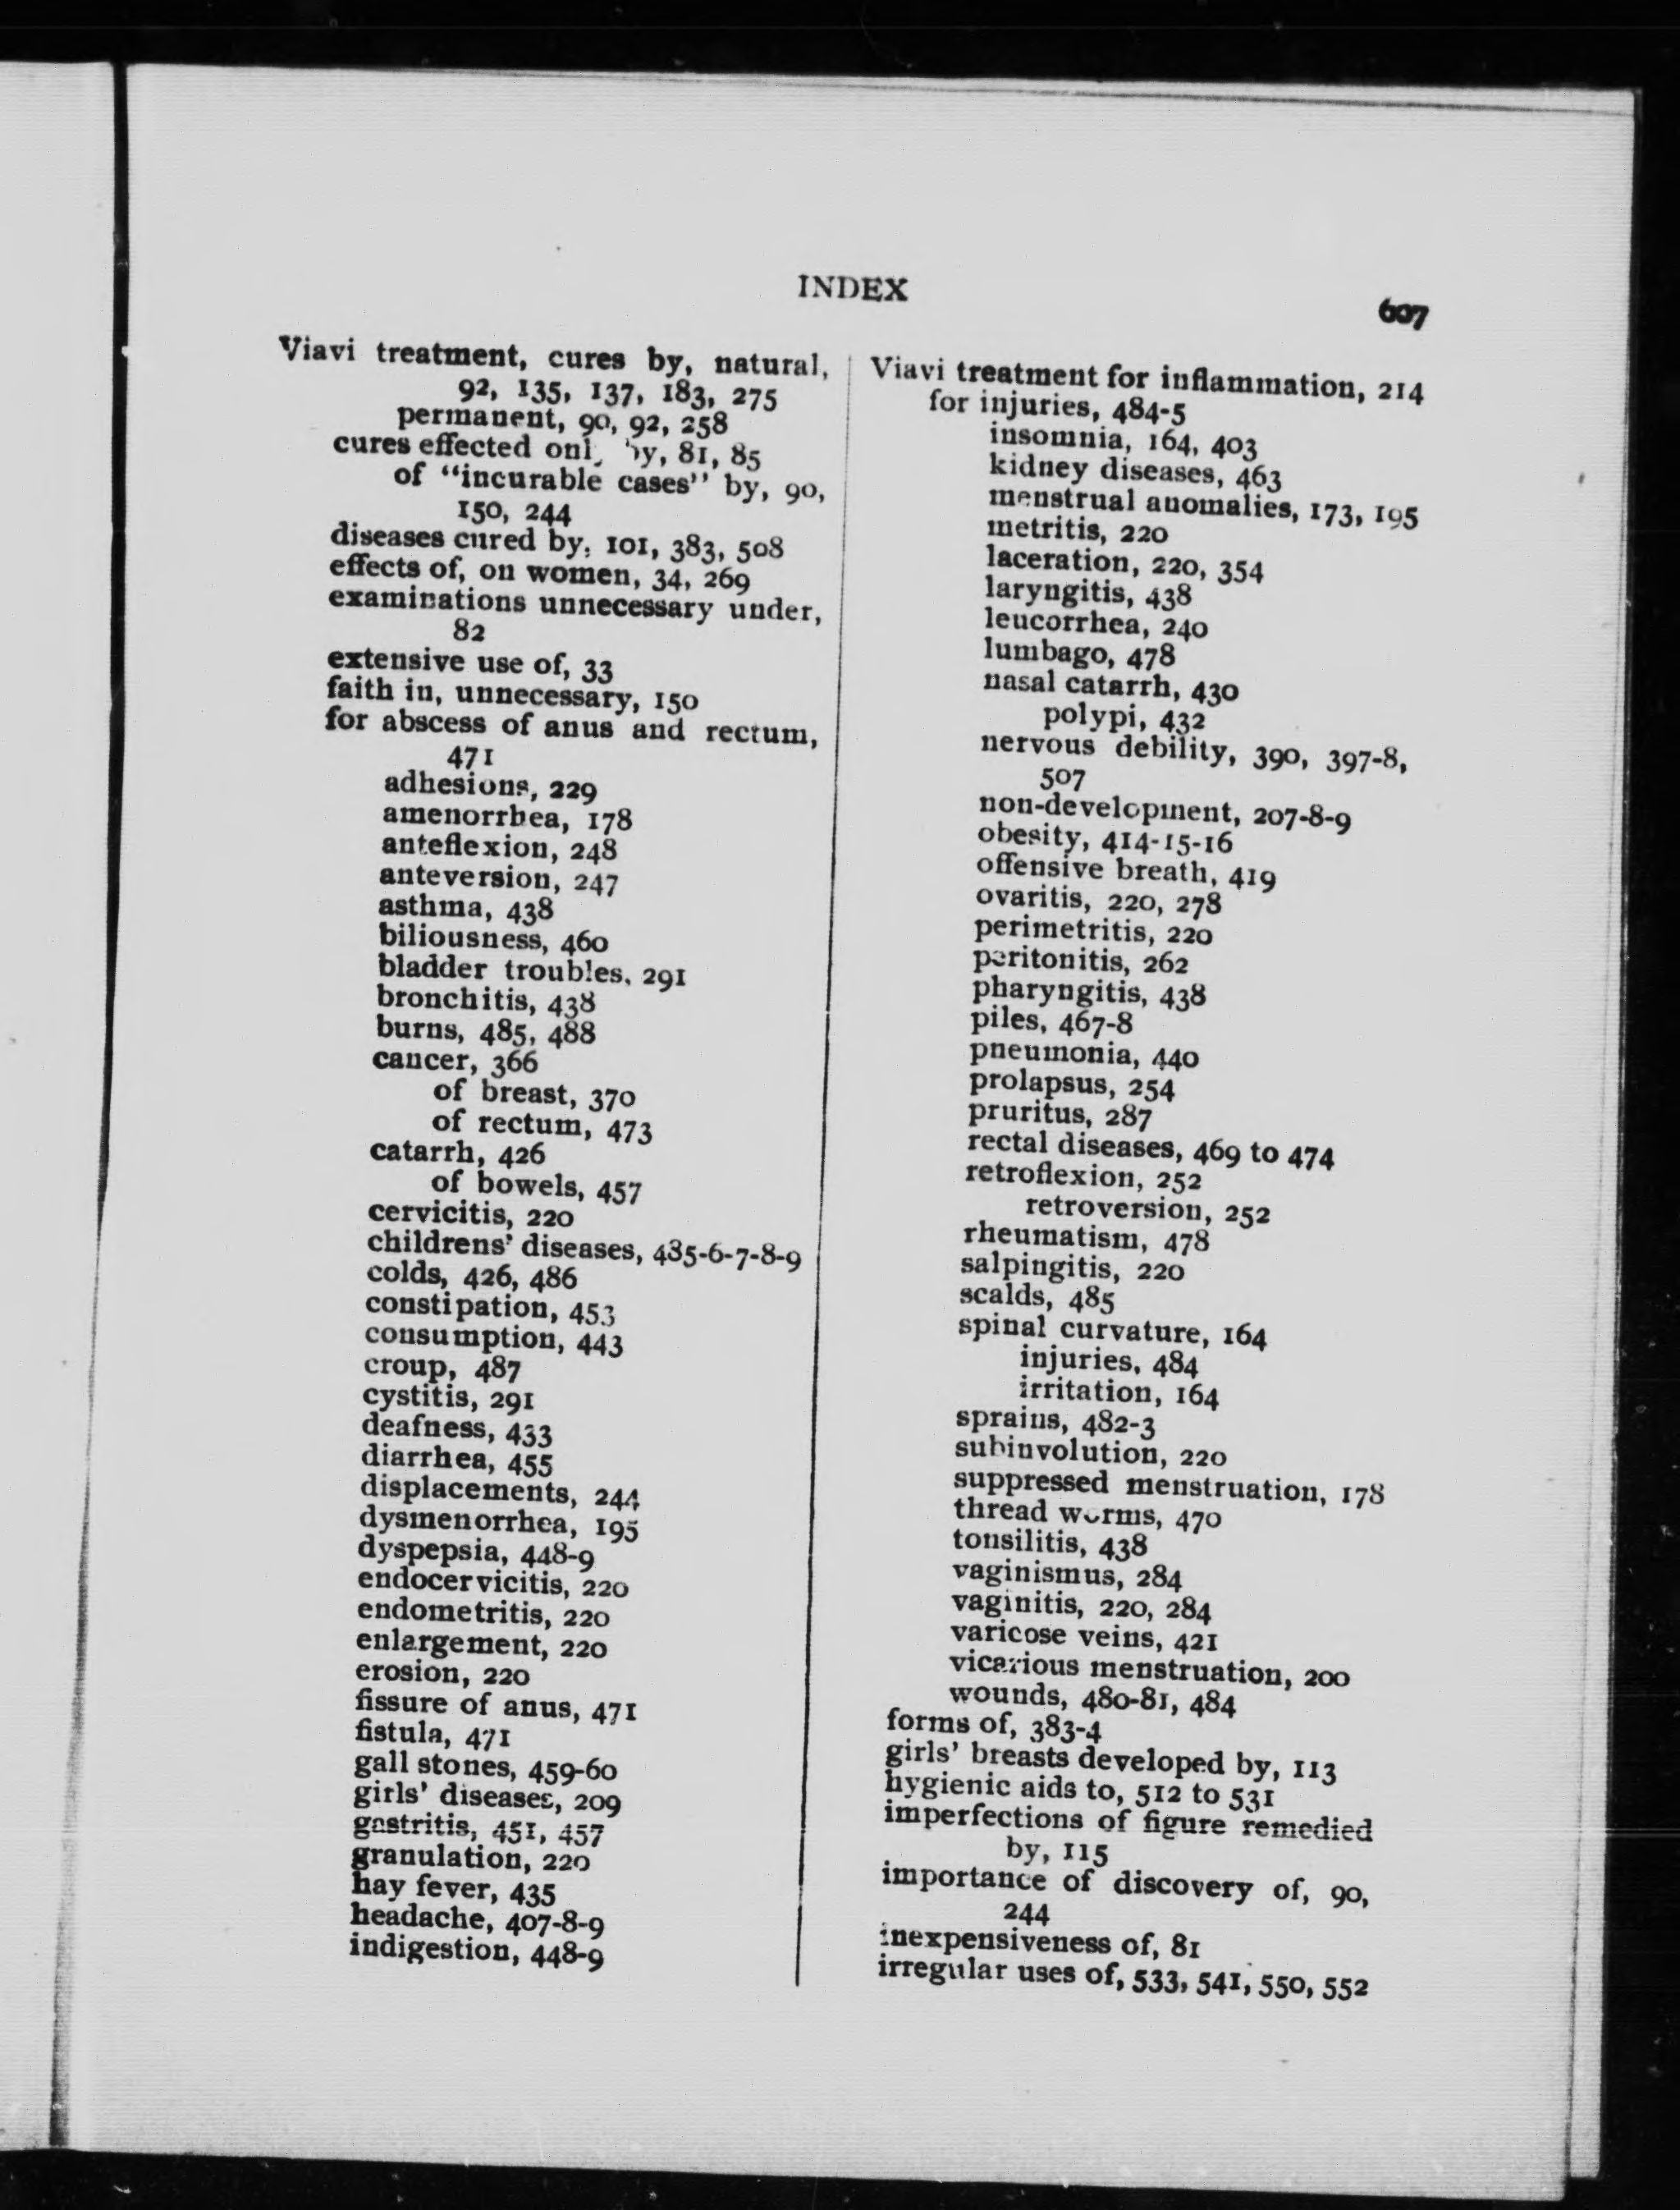 INDEX
607
Viavi treatment, cures by, natural,
92, 135, 137, 183, 275
permanent, 90, 92, 258
cures effected by, 81, 85
of "incurable cases" by, 90,
150, 244
diseases cured by, 101, 383, 508
effects of, on women, 34, 269
examinations unnecessary under,
82
extensive use of, 33
faith in, unnecessary, 150
for abscess of anus and rectum,
471
adhesions, 229
amenorrhea, 178
anteflexion, 248
anteversion, 247
asthma, 438
biliousness, 460
bladder troubles, 291
bronchitis, 438
burns, 485, 488
cancer, 366
of breast, 370
of rectum, 473
catarrh, 426
of bowels, 457
cervicitis, 220
childrens' diseases, 485-6-7-8-9
colds, 426, 486
constipation, 453
consumption, 443
croup, 487
cystitis, 291
deafness, 433
diarrhea, 455
displacements, 244
dysmenorrhea, 195
dyspepsia, 448-9
endocervicitis, 220
endometritis, 220
enlargement, 220
erosion, 220
fissure of anus, 471
fistula, 471
gall stones, 459-60
girls' diseases, 209
gastritis, 451, 457
granulation, 220
hay fever, 435
headache, 407-8-9
indigestion, 448-9
Viavi treatment for inflammation, 214
for injuries, 484-5
insomnia, 164, 403
kidney diseases, 463
menstrual anomalies, 173, 195
metritis, 220
laceration, 220, 354
laryngitis, 438
leucorrhea, 240
lumbago, 478
nasal catarrh, 430
polypi, 432
nervous debility, 390, 397-8,
507
non-development, 207-8-9
obesity, 414-15-16
offensive breath, 419
ovaritis, 220, 278
perimetritis, 220
peritonitis, 262
pharyngitis, 438
piles, 467-8
pneumonia, 440
prolapsus, 254
pruritus, 287
rectal diseases, 469 to 474
retroflexion, 252
retroversion, 252
rheumatism, 478
salpingitis, 220
scalds, 485
spinal curvature, 164
injuries, 484
irritation, 164
sprains, 482-3
subinvolution, 220
suppressed menstruation, 178
thread worms, 470
tonsilitis, 438
vaginismus, 284
vaginitis, 220, 284
varicose veins, 421
vicarious menstruation, 200
wounds, 480-81, 484
forms of, 383-4
girls' breasts developed by, 113
hygienic aids to, 512 to 531
imperfections of figure remedied
by, 115
importance of discovery of, 90,
244
inexpensiveness of, 81
irregular uses of, 533, 541, 550, 552